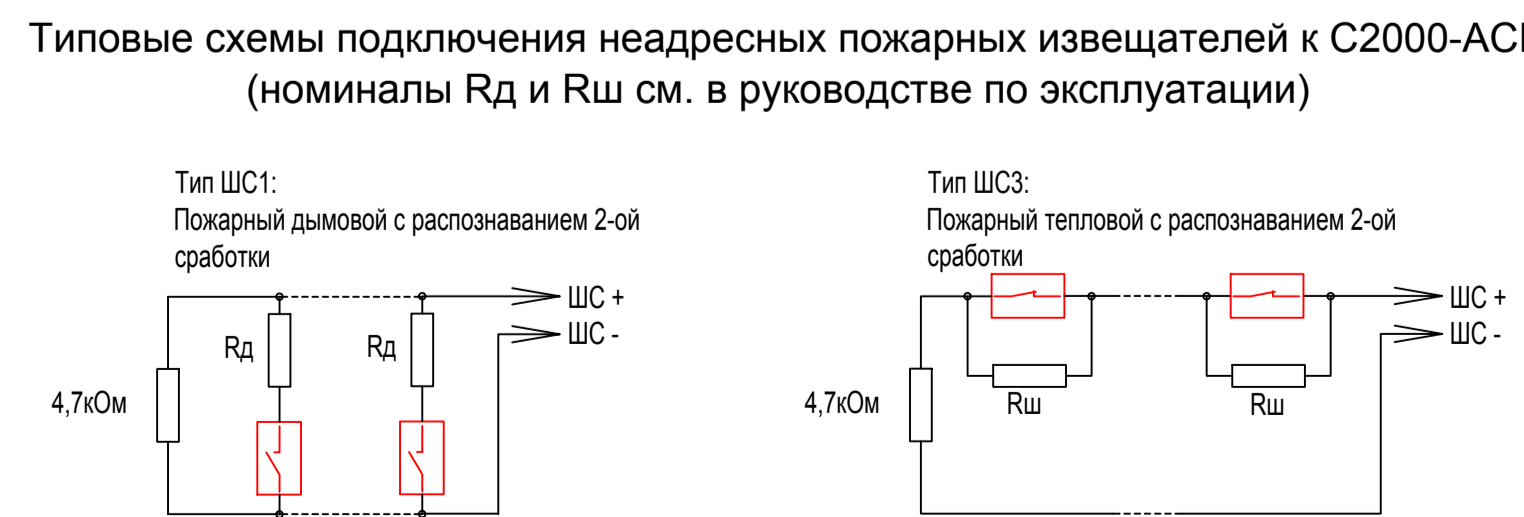 Типовые схемы подключения неадресных пожарных извещателей к
(номиналы Rд и Rш см. в руководстве по эксплуатации)
Тип ШС1:
Пожарный дымовой с распознаванием 2-ой
сработки
ШС +
ШС -
Rд
Rд
4,7кОм
Тип ШС3:
Пожарный тепловой с распознаванием 2-ой
сработки
ШС +
ШС -
4,7кОм
Rш
Rш